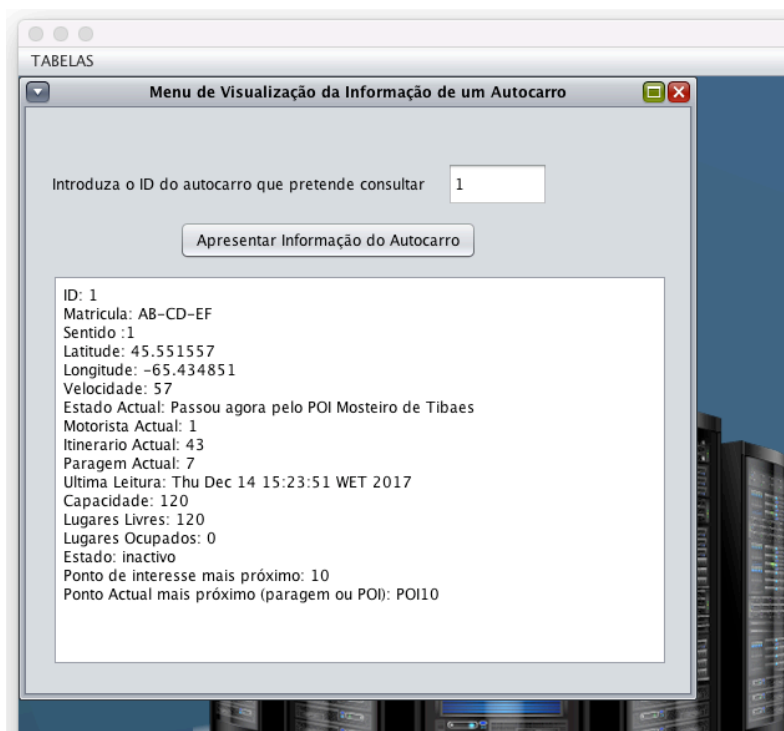 TABELAS
Menu de Visualização da Informação de um Autocarro
Introduza o ID do autocarro que pretende consultar 1
Apresentar Informação do Autocarro
ID: 1
Matricula: AB-CD-EF
Sentido :1
Latitude: 45.551557
Longitude: -65.434851
Velocidade: 57
Estado Actual: Passou agora pelo POI Mosteiro de Tibaes
Motorista Actual: 1
Itinerario Actual: 43
Paragem Actual: 7
Ultima Leitura: Thu Dec 14 15:23:51 WET 2017
Capacidade: 120
Lugares Livres: 120
Lugares Ocupados: 0
Estado: inactivo
Ponto de interesse mais próximo: 10
Ponto Actual mais próximo (paragem ou POI): POI10